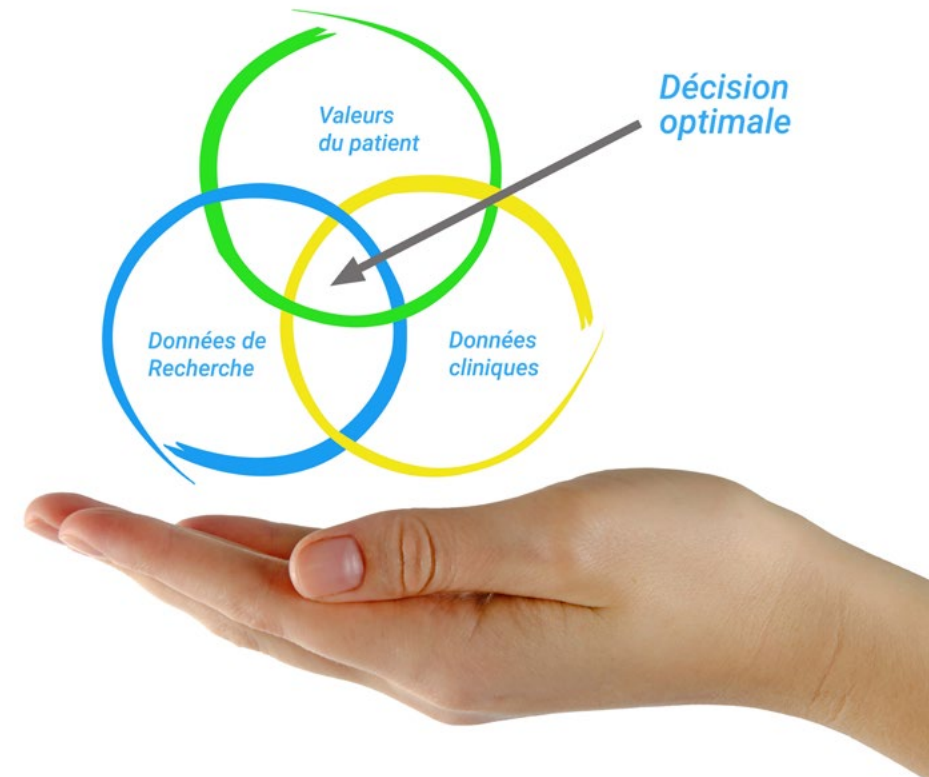 Valeurs
du patient
Décision
optimale
Données de
Recherche
Données
cliniques